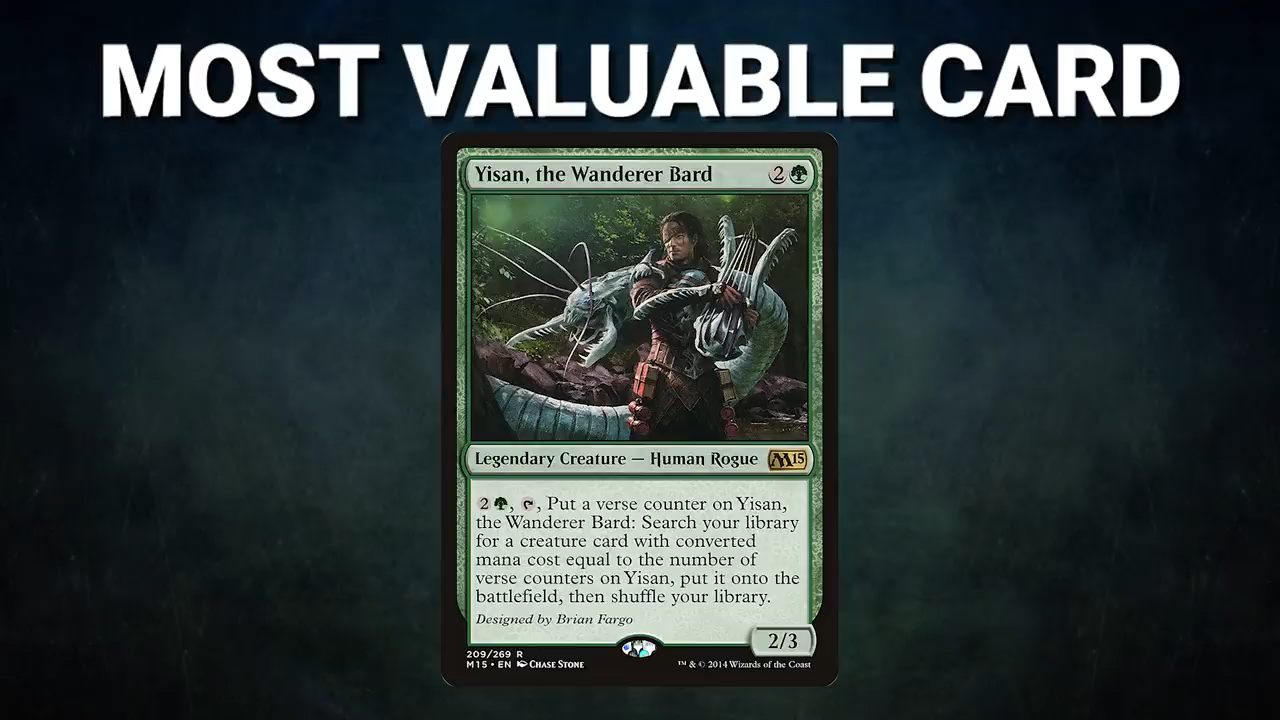 MOST VALUABLE CARD
Yisan, the Wanderer Bard 2
Legendary Creature — Human Rogue M15
2, , Put a verse counter on Yisan,
the Wanderer Bard: Search your library
for a creature card with converted
mana cost equal to the number of
verse counters on Yisan, put it onto the
battlefield, then shuffle your library.
Designed by Brian Fargo
2/3
209/269 R
M15 • EN CHASE STONE
™ & © 2014 Wizards of the Coast